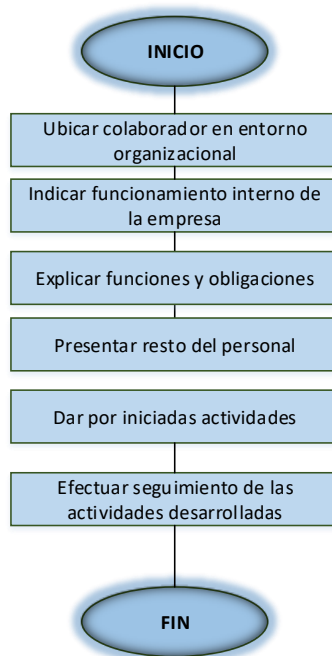 INICIO
Ubicar colaborador en entorno
organizacional
Indicar funcionamiento interno de
la empresa
Explicar funciones y obligaciones
Presentar resto del personal
Dar por iniciadas actividades
Efectuar seguimiento de las
actividades desarrolladas
FIN